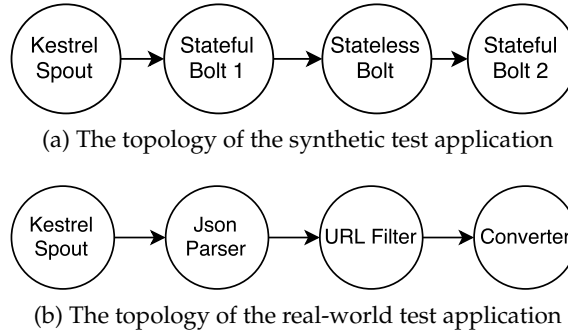 Kestrel
Spout
Stateful
Bolt 1
Stateless
Bolt
Stateful
Bolt 2
(a) The topology of the synthetic test application
Kestrel
Spout
Json
Parser
URL Filter
Converter
(b) The topology of the real-world test application